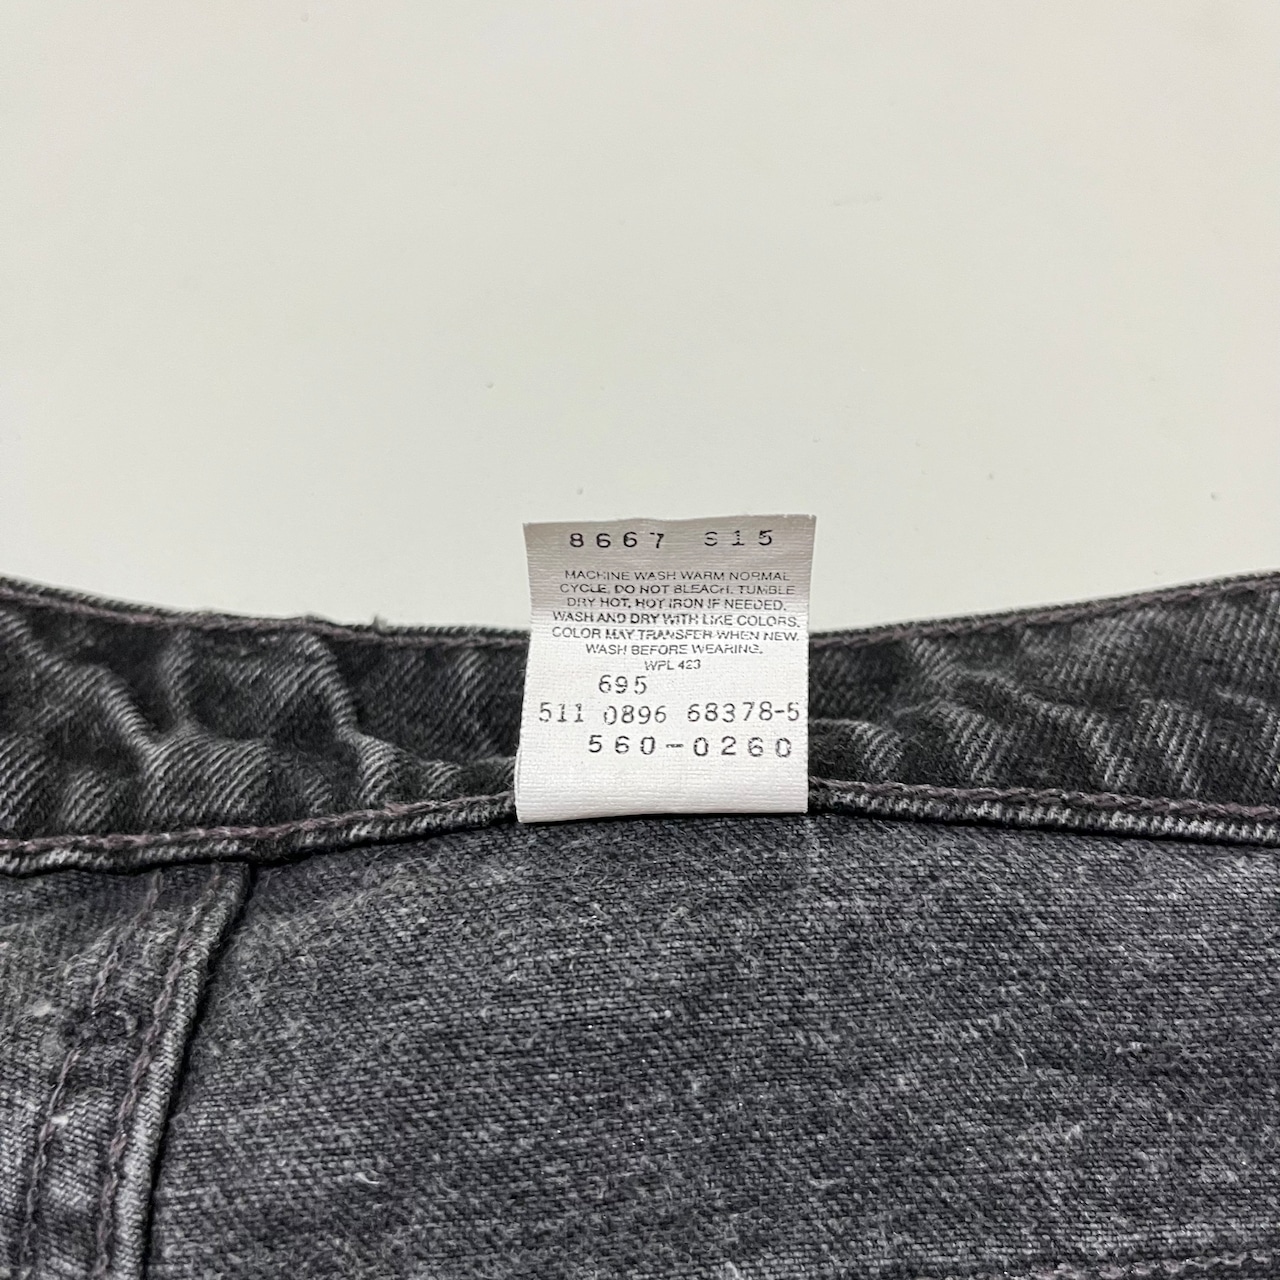 8667 S15
MACHINE WASH WARM NORMAL
CYCLE. DO NOT BLEACH. TUMBLE
DRY HOT, HOT IRON IF NEEDED.
WASH AND DRY WITH LIKE COLORS.
COLOR MAY TRANSFER WHEN NEW.
WASH BEFORE WEARING.
WPL 423
695
511 0896 68378-5
560-0260